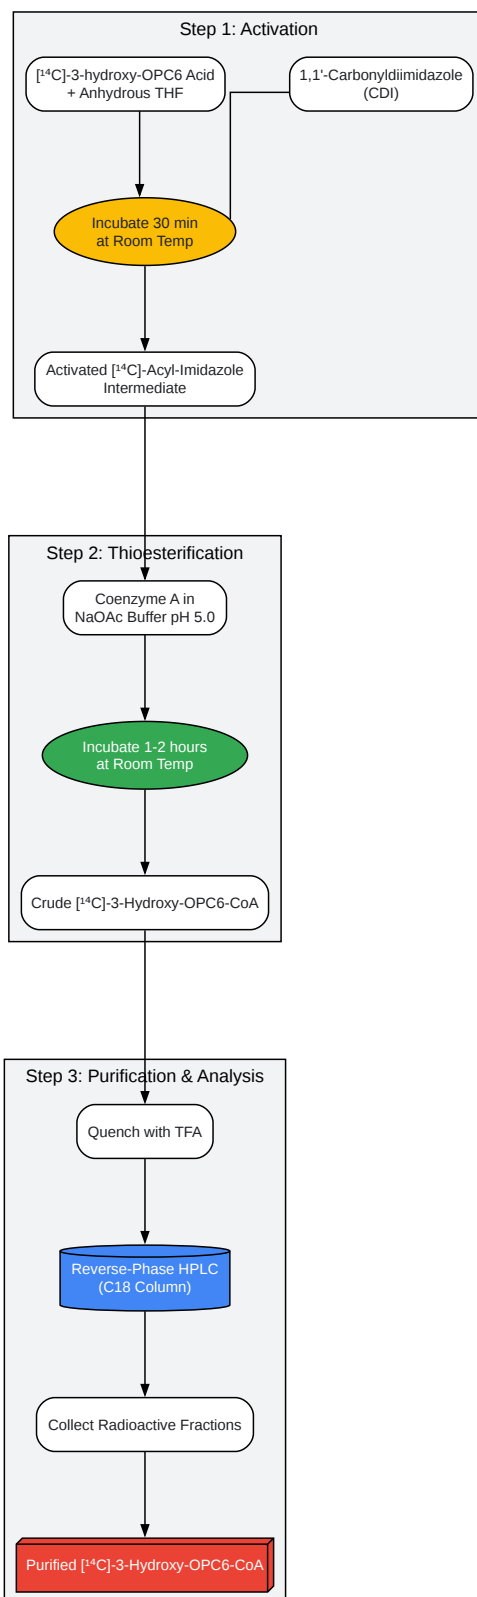 Step 1: Activation
[¹⁴C]-3-hydroxy-OPC6 Acid
+ Anhydrous THF
1,1'-Carbonyldiimidazole
(CDI)
Incubate 30 min
at Room Temp
Activated [¹⁴C]-Acyl-Imidazole
Intermediate
Step 2: Thioesterification
Coenzyme A in
NaOAc Buffer pH 5.0
Incubate 1-2 hours
at Room Temp
Crude [¹⁴C]-3-Hydroxy-OPC6-CoA
Step 3: Purification & Analysis
Quench with TFA
Reverse-Phase HPLC
(C18 Column)
Collect Radioactive Fractions
Purified [¹⁴C]-3-Hydroxy-OPC6-CoA